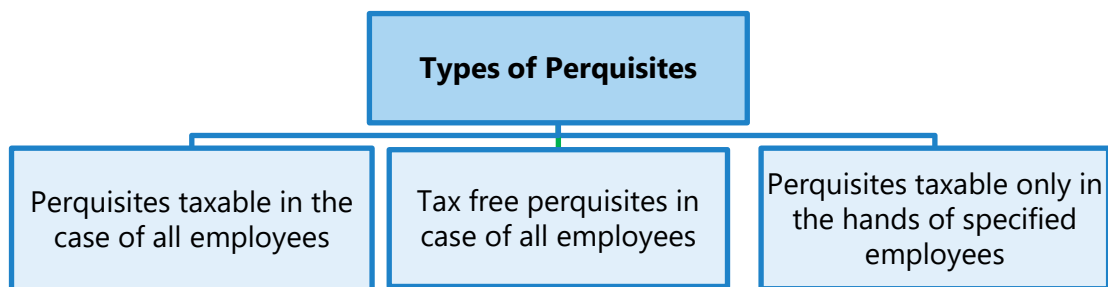 Types of Perquisites
Perquisites taxable in the
case of all employees
Tax free perquisites in
case of all employees
Perquisites taxable only in
the hands of specified
employees